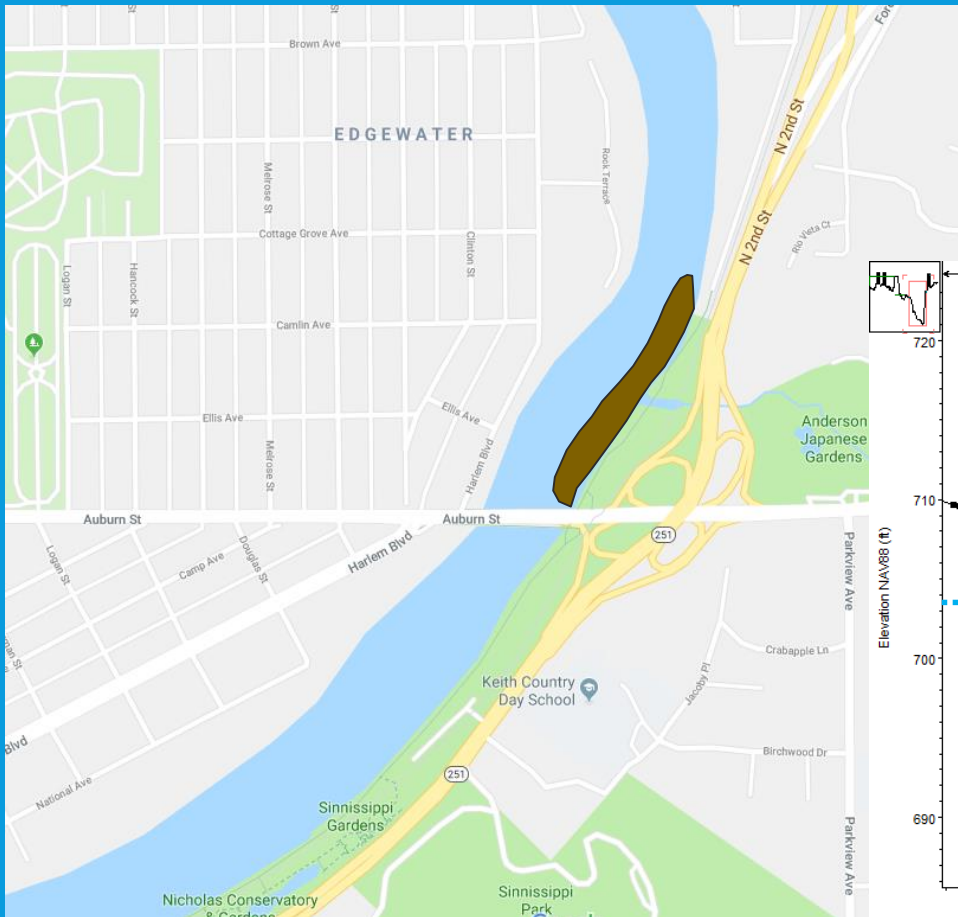 Brown Ave
EDGEWATER
N 2nd St
Melrose St
Rock Terrace
Cottage Grove Ave
Clinton St
Rio Vista Ct
N 2nd St
Logan St
Hancock St
Camlin Ave
720
Ellis Ave
Ellis Ave
Anderson
Japanese
Gardens
Melrose St
Harlem Blvd
710
Auburn St
Auburn St
251
Harlem Blvd
Elevation NAV88 (ft)
Logan St
Camp Ave
Douglas St
Parkview Ave
Crabapple Ln
700
Keith Country
Day School
Jacoby Pl
Blvd
Birchwood Dr
251
National Ave
Sinnissippi
Gardens
690
Parkview Ave
Nicholas Conservatory
& Gardens
Sinnissippi
Park